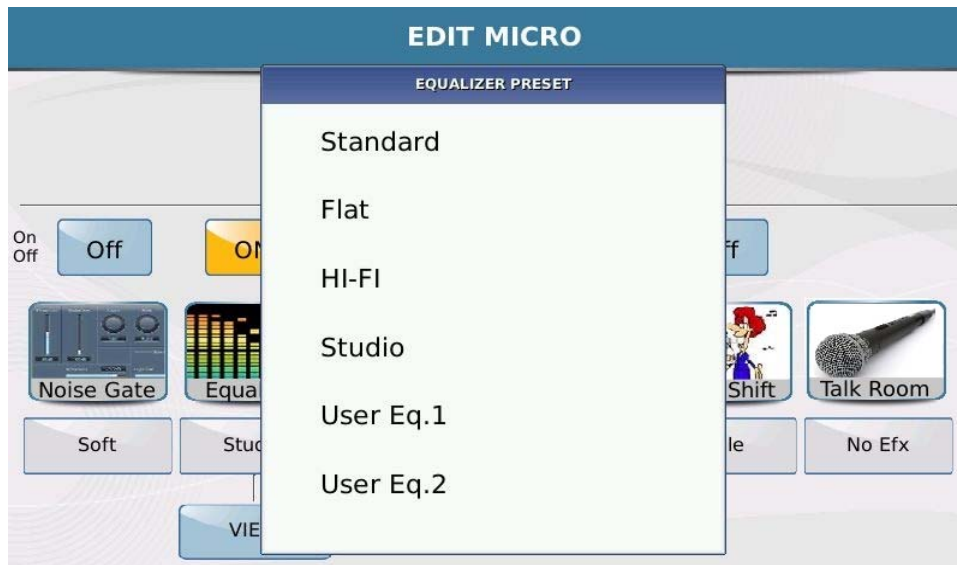 EDIT MICRO
EQUALIZER PRESET
Standard
Flat
HI-FI
Studio
User Eq.1
User Eq.2
On
Off
Off
ON
ff
Noise Gate
Equa
Shift
Talk Room
Soft
Stud
le
No Efx
VIE